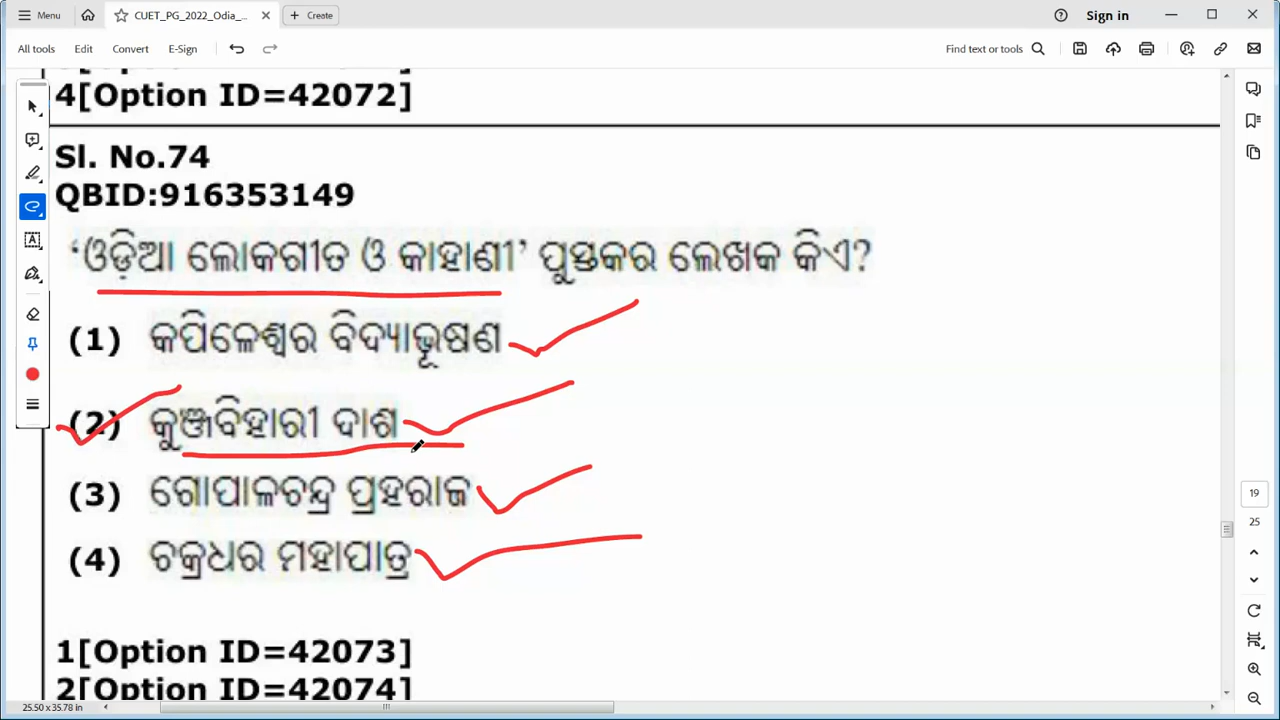 Menu CUET_PG_2022_Odia_... Create Sign in
All tools Edit Convert E-Sign Find text or tools
4[Option ID=42072]
Sl. No.74
QBID:916353149
‘ଓଡ଼ିଆ ଲୋକଗୀତ ଓ କାହାଣୀ’ ପୁସ୍ତକର ଲେଖକ କିଏ?
(1) କପିଳେଶ୍ୱର ବିଦ୍ୟାଭୂଷଣ
(2) କୁଞ୍ଜବିହାରୀ ଦାଶ
(3) ଗୋପାଳଚନ୍ଦ୍ର ପ୍ରହରାଜ
(4) ଚକ୍ରଧର ମହାପାତ୍ର
19
25
1[Option ID=42073]
2[Option ID=42074]
25.50 x 35.78 in